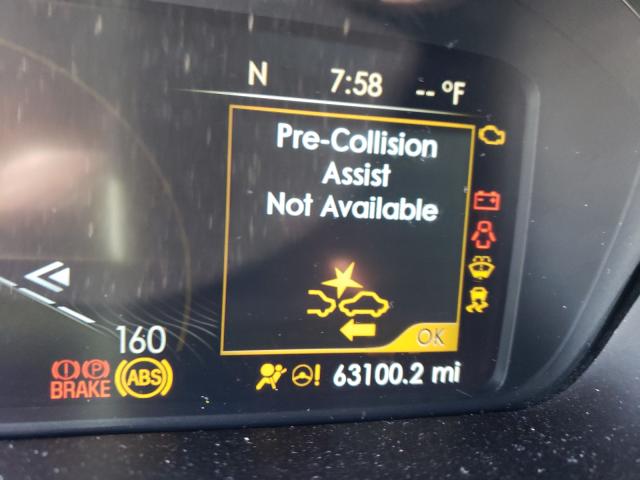 N 7:58 -- °F
Pre-Collision
Assist
Not Available
OK
160
P
BRAKE ABS
63100.2 mi